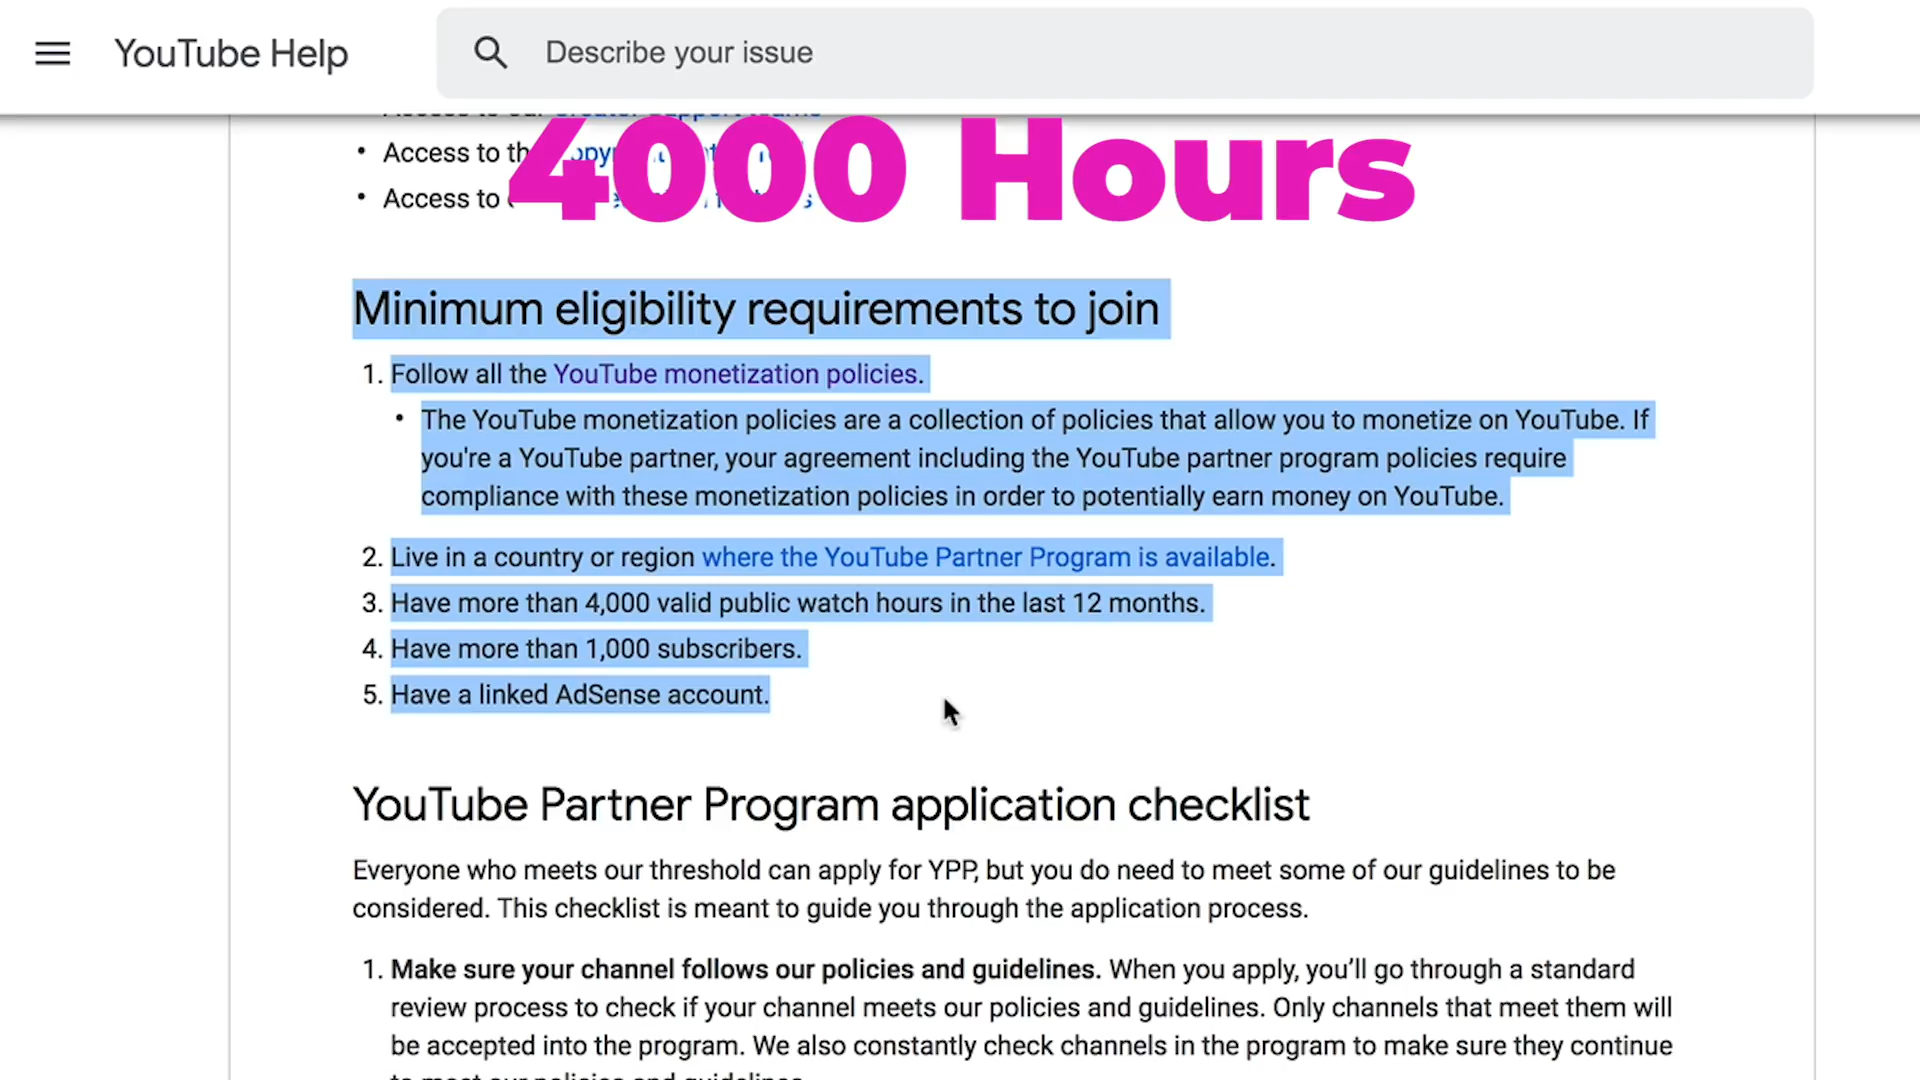 YouTube Help
Describe your issue
4000 Hours
Access to
Access to
Minimum eligibility requirements to join
1. Follow all the YouTube monetization policies.
• The YouTube monetization policies are a collection of policies that allow you to monetize on YouTube. If
you're a YouTube partner, your agreement including the YouTube partner program policies require
compliance with these monetization policies in order to potentially earn money on YouTube.
2. Live in a country or region where the YouTube Partner Program is available.
3. Have more than 4,000 valid public watch hours in the last 12 months.
4. Have more than 1,000 subscribers.
5. Have a linked AdSense account.
YouTube Partner Program application checklist
Everyone who meets our threshold can apply for YPP, but you do need to meet some of our guidelines to be
considered. This checklist is meant to guide you through the application process.
1. Make sure your channel follows our policies and guidelines. When you apply, you’ll go through a standard
review process to check if your channel meets our policies and guidelines. Only channels that meet them will
be accepted into the program. We also constantly check channels in the program to make sure they continue